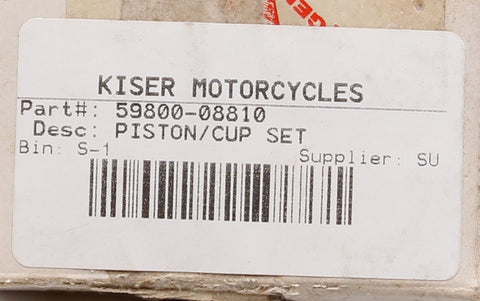 KISER MOTORCYCLES
Part#: 59800-08810
Desc: PISTON/CUP SET
Bin: S-1 Supplier: SU